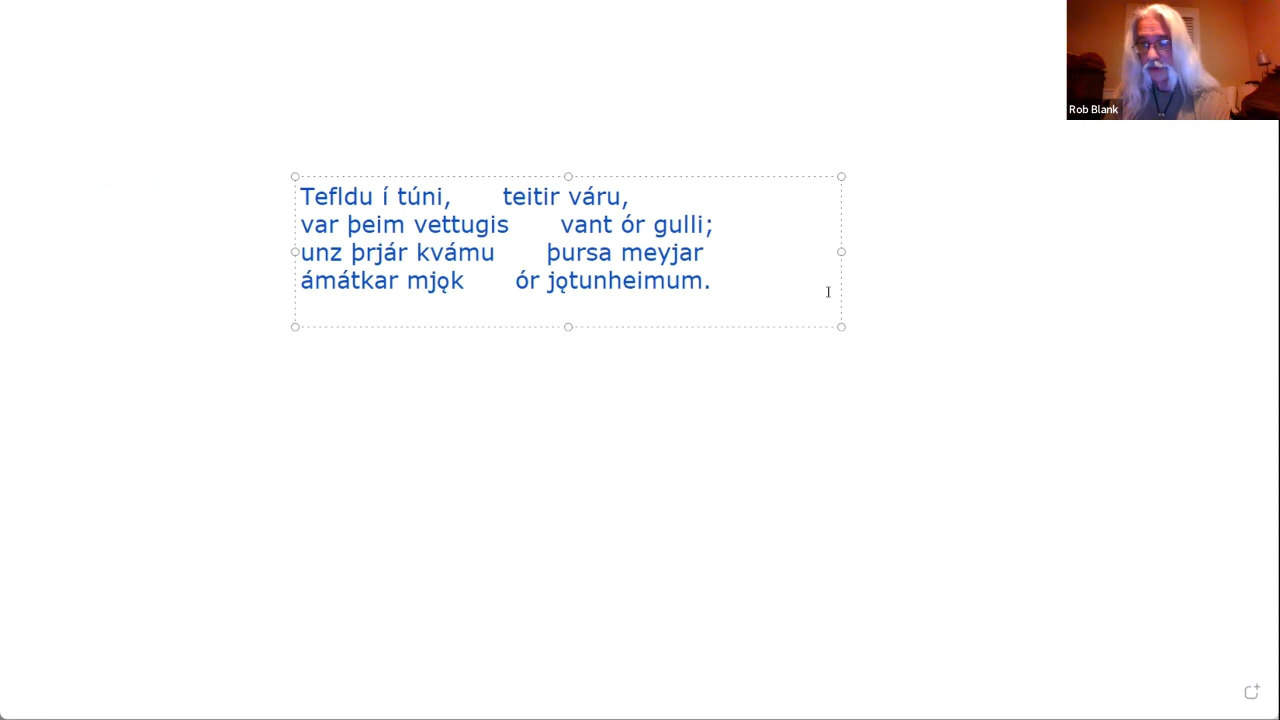 Rob Blank
Tefldu í túni, teitir váru,
var þeim vettugis vant ór gulli;
unz þrjár kvámu þursa meyjar
ámátkar mjǫk ór jǫtunheimum.